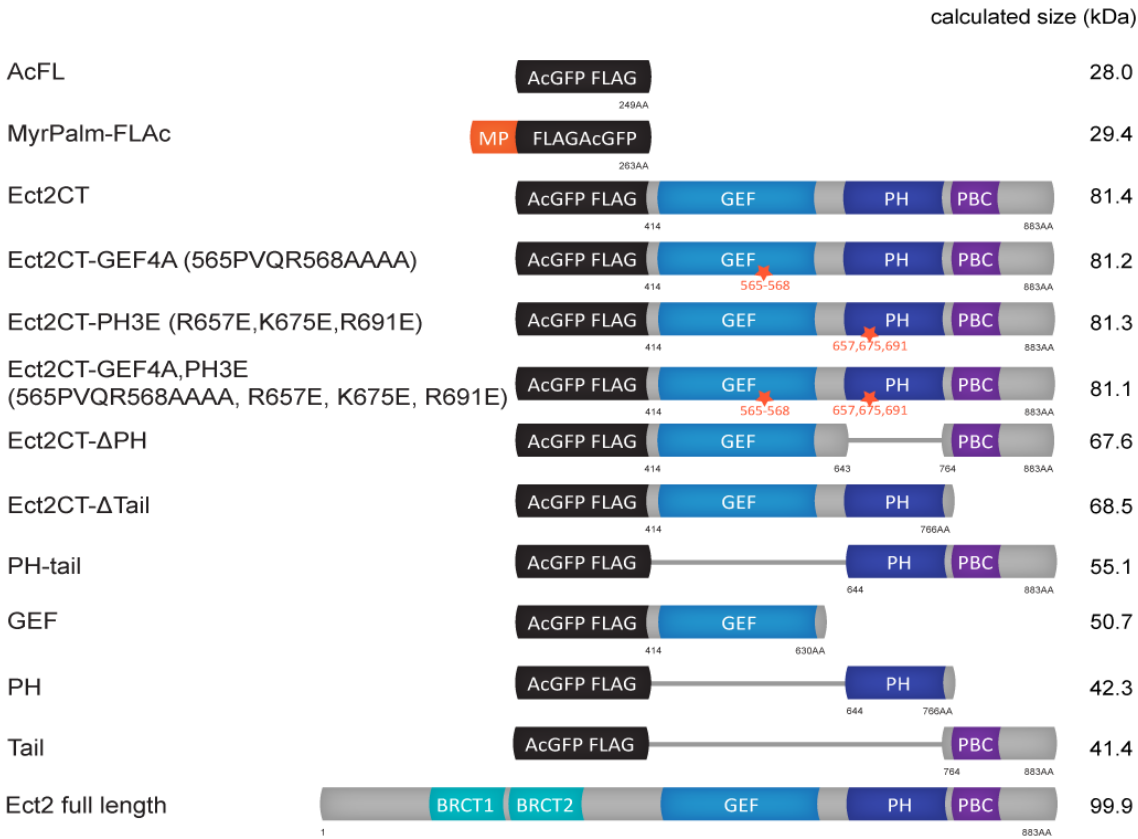 calculated size (kDa)
AcFL AcGFP FLAG 28.0
249AA
MyrPalm-FLAc MP FLAGAcGFP 29.4
263AA
Ect2CT AcGFP FLAG GEF PH PBC 81.4
414 883AA
Ect2CT-GEF4A (565PVQR568AAAA) AcGFP FLAG GEF PH PBC 81.2
414 565-568 883AA
Ect2CT-PH3E (R657E,K675E,R691E) AcGFP FLAG GEF PH PBC 81.3
414 657,675,691 883AA
Ect2CT-GEF4A,PH3E
(565PVQR568AAAA, R657E, K675E, R691E) AcGFP FLAG GEF PH PBC 81.1
414 565-568 657,675,691 883AA
Ect2CT-ΔPH AcGFP FLAG GEF PBC 67.6
414 643 764 883AA
Ect2CT-ΔTail AcGFP FLAG GEF PH 68.5
414 766AA
PH-tail AcGFP FLAG PH PBC 55.1
644 883AA
GEF AcGFP FLAG GEF 50.7
414 630AA
PH AcGFP FLAG PH 42.3
644 766AA
Tail AcGFP FLAG PBC 41.4
764 883AA
Ect2 full length BRCT1 BRCT2 GEF PH PBC 99.9
1 883AA